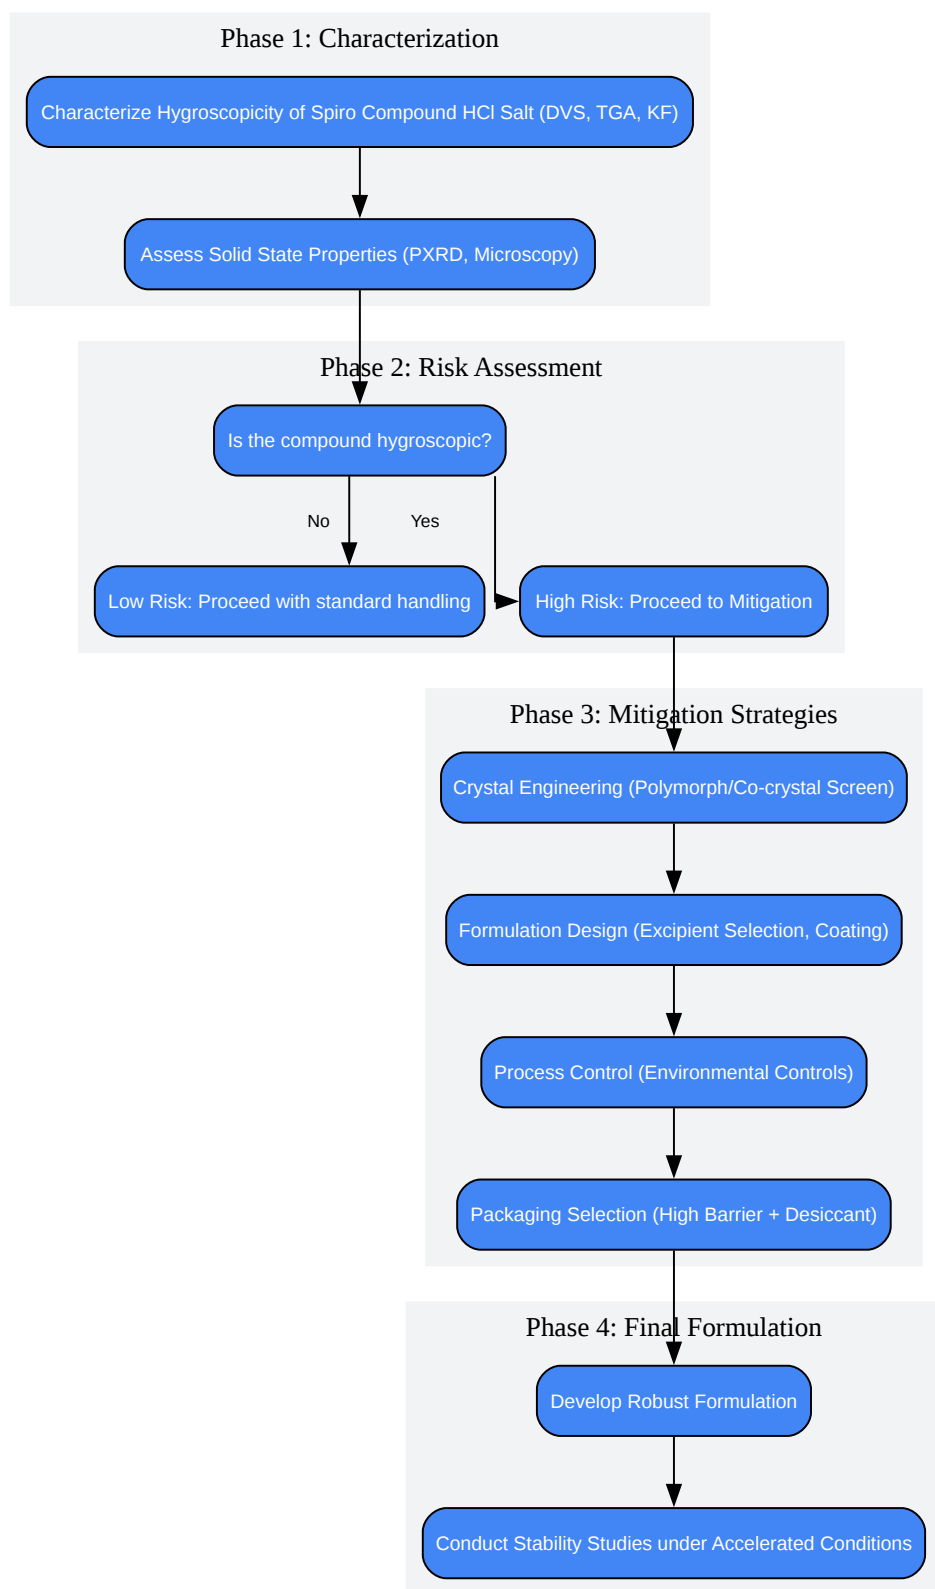 Phase 1: Characterization
Characterize Hygroscopicity of Spiro Compound HCl Salt (DVS, TGA, KF)
Assess Solid State Properties (PXRD, Microscopy)
Phase 2: Risk Assessment
Is the compound hygroscopic?
No
Yes
Low Risk: Proceed with standard handling
High Risk: Proceed to Mitigation
Phase 3: Mitigation Strategies
Crystal Engineering (Polymorph/Co-crystal Screen)
Formulation Design (Excipient Selection, Coating)
Process Control (Environmental Controls)
Packaging Selection (High Barrier + Desiccant)
Phase 4: Final Formulation
Develop Robust Formulation
Conduct Stability Studies under Accelerated Conditions